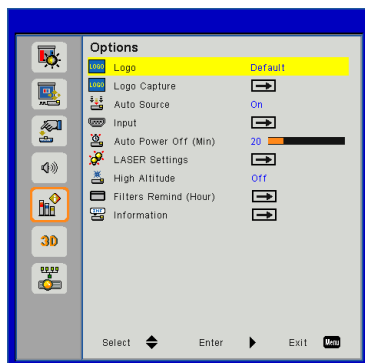 Options
LOGO Logo Default
LOGO Logo Capture
Auto Source On
Input
Auto Power Off (Min) 20
LASER Settings
High Altitude Off
Filters Remind (Hour)
Information
3D
Select Enter Exit Menu